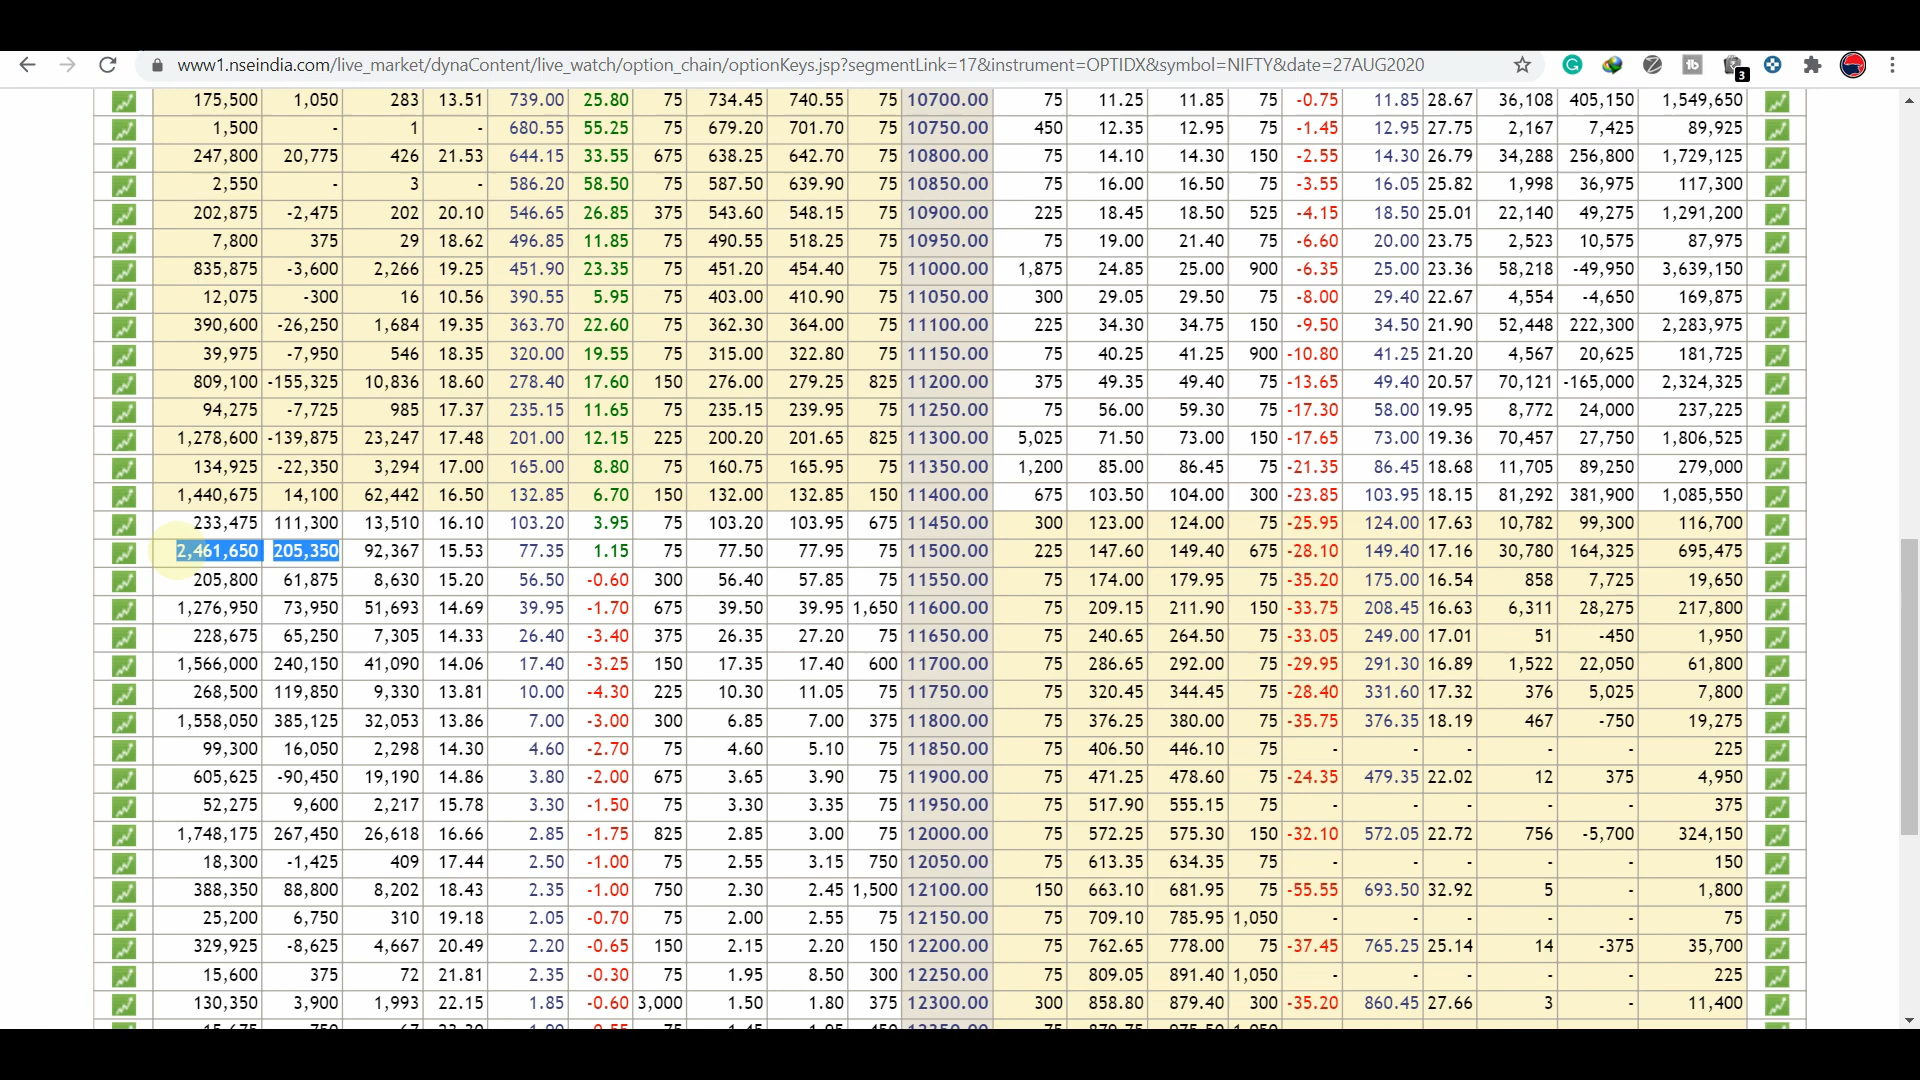 www1.nseindia.com/live_market/dynaContent/live_watch/option_chain/optionKeys.jsp?segmentLink=17&instrument=OPTIDX&symbol=NIFTY&date=27AUG2020
3
175,500 1,050 283 13.51 739.00 25.80 75 734.45 740.55 75 10700.00 75 11.25 11.85 75 -0.75 11.85 28.67 36,108 405,150 1,549,650
1,500 - 1 - 680.55 55.25 75 679.20 701.70 75 10750.00 450 12.35 12.95 75 -1.45 12.95 27.75 2,167 7,425 89,925
247,800 20,775 426 21.53 644.15 33.55 675 638.25 642.70 75 10800.00 75 14.10 14.30 150 -2.55 14.30 26.79 34,288 256,800 1,729,125
2,550 - 3 - 586.20 58.50 75 587.50 639.90 75 10850.00 75 16.00 16.50 75 -3.55 16.05 25.82 1,998 36,975 117,300
202,875 -2,475 202 20.10 546.65 26.85 375 543.60 548.15 75 10900.00 225 18.45 18.50 525 -4.15 18.50 25.01 22,140 49,275 1,291,200
7,800 375 29 18.62 496.85 11.85 75 490.55 518.25 75 10950.00 75 19.00 21.40 75 -6.60 20.00 23.75 2,523 10,575 87,975
835,875 -3,600 2,266 19.25 451.90 23.35 75 451.20 454.40 75 11000.00 1,875 24.85 25.00 900 -6.35 25.00 23.36 58,218 -49,950 3,639,150
12,075 -300 16 10.56 390.55 5.95 75 403.00 410.90 75 11050.00 300 29.05 29.50 75 -8.00 29.40 22.67 4,554 -4,650 169,875
390,600 -26,250 1,684 19.35 363.70 22.60 75 362.30 364.00 75 11100.00 225 34.30 34.75 150 -9.50 34.50 21.90 52,448 222,300 2,283,975
39,975 -7,950 546 18.35 320.00 19.55 75 315.00 322.80 75 11150.00 75 40.25 41.25 900 -10.80 41.25 21.20 4,567 20,625 181,725
809,100 -155,325 10,836 18.60 278.40 17.60 150 276.00 279.25 825 11200.00 375 49.35 49.40 75 -13.65 49.40 20.57 70,121 -165,000 2,324,325
94,275 -7,725 985 17.37 235.15 11.65 75 235.15 239.95 75 11250.00 75 56.00 59.30 75 -17.30 58.00 19.95 8,772 24,000 237,225
1,278,600 -139,875 23,247 17.48 201.00 12.15 225 200.20 201.65 825 11300.00 5,025 71.50 73.00 150 -17.65 73.00 19.36 70,457 27,750 1,806,525
134,925 -22,350 3,294 17.00 165.00 8.80 75 160.75 165.95 75 11350.00 1,200 85.00 86.45 75 -21.35 86.45 18.68 11,705 89,250 279,000
1,440,675 14,100 62,442 16.50 132.85 6.70 150 132.00 132.85 150 11400.00 675 103.50 104.00 300 -23.85 103.95 18.15 81,292 381,900 1,085,550
233,475 111,300 13,510 16.10 103.20 3.95 75 103.20 103.95 675 11450.00 300 123.00 124.00 75 -25.95 124.00 17.63 10,782 99,300 116,700
2,461,650 205,350 92,367 15.53 77.35 1.15 75 77.50 77.95 75 11500.00 225 147.60 149.40 675 -28.10 149.40 17.16 30,780 164,325 695,475
205,800 61,875 8,630 15.20 56.50 -0.60 300 56.40 57.85 75 11550.00 75 174.00 179.95 75 -35.20 175.00 16.54 858 7,725 19,650
1,276,950 73,950 51,693 14.69 39.95 -1.70 675 39.50 39.95 1,650 11600.00 75 209.15 211.90 150 -33.75 208.45 16.63 6,311 28,275 217,800
228,675 65,250 7,305 14.33 26.40 -3.40 375 26.35 27.20 75 11650.00 75 240.65 264.50 75 -33.05 249.00 17.01 51 -450 1,950
1,566,000 240,150 41,090 14.06 17.40 -3.25 150 17.35 17.40 600 11700.00 75 286.65 292.00 75 -29.95 291.30 16.89 1,522 22,050 61,800
268,500 119,850 9,330 13.81 10.00 -4.30 225 10.30 11.05 75 11750.00 75 320.45 344.45 75 -28.40 331.60 17.32 376 5,025 7,800
1,558,050 385,125 32,053 13.86 7.00 -3.00 300 6.85 7.00 375 11800.00 75 376.25 380.00 75 -35.75 376.35 18.19 467 -750 19,275
99,300 16,050 2,298 14.30 4.60 -2.70 75 4.60 5.10 75 11850.00 75 406.50 446.10 75 - - - - - 225
605,625 -90,450 19,190 14.86 3.80 -2.00 675 3.65 3.90 75 11900.00 75 471.25 478.60 75 -24.35 479.35 22.02 12 375 4,950
52,275 9,600 2,217 15.78 3.30 -1.50 75 3.30 3.35 75 11950.00 75 517.90 555.15 75 - - - - - 375
1,748,175 267,450 26,618 16.66 2.85 -1.75 825 2.85 3.00 75 12000.00 75 572.25 575.30 150 -32.10 572.05 22.72 756 -5,700 324,150
18,300 -1,425 409 17.44 2.50 -1.00 75 2.55 3.15 750 12050.00 75 613.35 634.35 75 - - - - - 150
388,350 88,800 8,202 18.43 2.35 -1.00 750 2.30 2.45 1,500 12100.00 150 663.10 681.95 75 -55.55 693.50 32.92 5 - 1,800
25,200 6,750 310 19.18 2.05 -0.70 75 2.00 2.55 75 12150.00 75 709.10 785.95 1,050 - - - - - 75
329,925 -8,625 4,667 20.49 2.20 -0.65 150 2.15 2.20 150 12200.00 75 762.65 778.00 75 -37.45 765.25 25.14 14 -375 35,700
15,600 375 72 21.81 2.35 -0.30 75 1.95 8.50 300 12250.00 75 809.05 891.40 1,050 - - - - - 225
130,350 3,900 1,993 22.15 1.85 -0.60 3,000 1.50 1.80 375 12300.00 300 858.80 879.40 300 -35.20 860.45 27.66 3 - 11,400